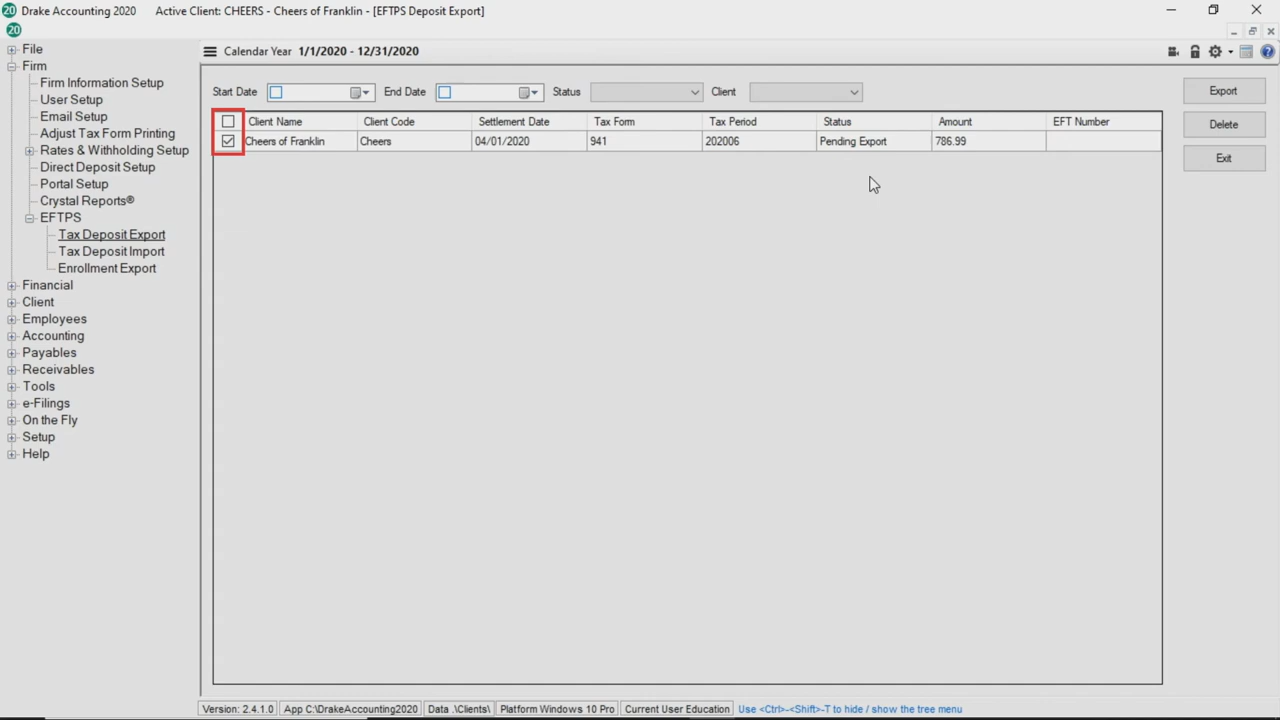 20 Drake Accounting 2020 Active Client: CHEERS - Cheers of Franklin - [EFTPS Deposit Export]
20
File
Firm
Firm Information Setup
User Setup
Email Setup
Adjust Tax Form Printing
Rates & Withholding Setup
Direct Deposit Setup
Portal Setup
Crystal Reports®
EFTPS
Tax Deposit Export
Tax Deposit Import
Enrollment Export
Financial
Client
Employees
Accounting
Payables
Receivables
Tools
e-Filings
On the Fly
Setup
Help
Calendar Year 1/1/2020 - 12/31/2020
Start Date End Date Status Client
Client Name Client Code Settlement Date Tax Form Tax Period Status Amount EFT Number
Cheers of Franklin Cheers 04/01/2020 941 202006 Pending Export 786.99
Export
Delete
Exit
Version: 2.4.1.0 App C:\DrakeAccounting2020 Data .\Clients\ Platform Windows 10 Pro Current User Education Use <Ctrl>-<Shift>-T to hide / show the tree menu